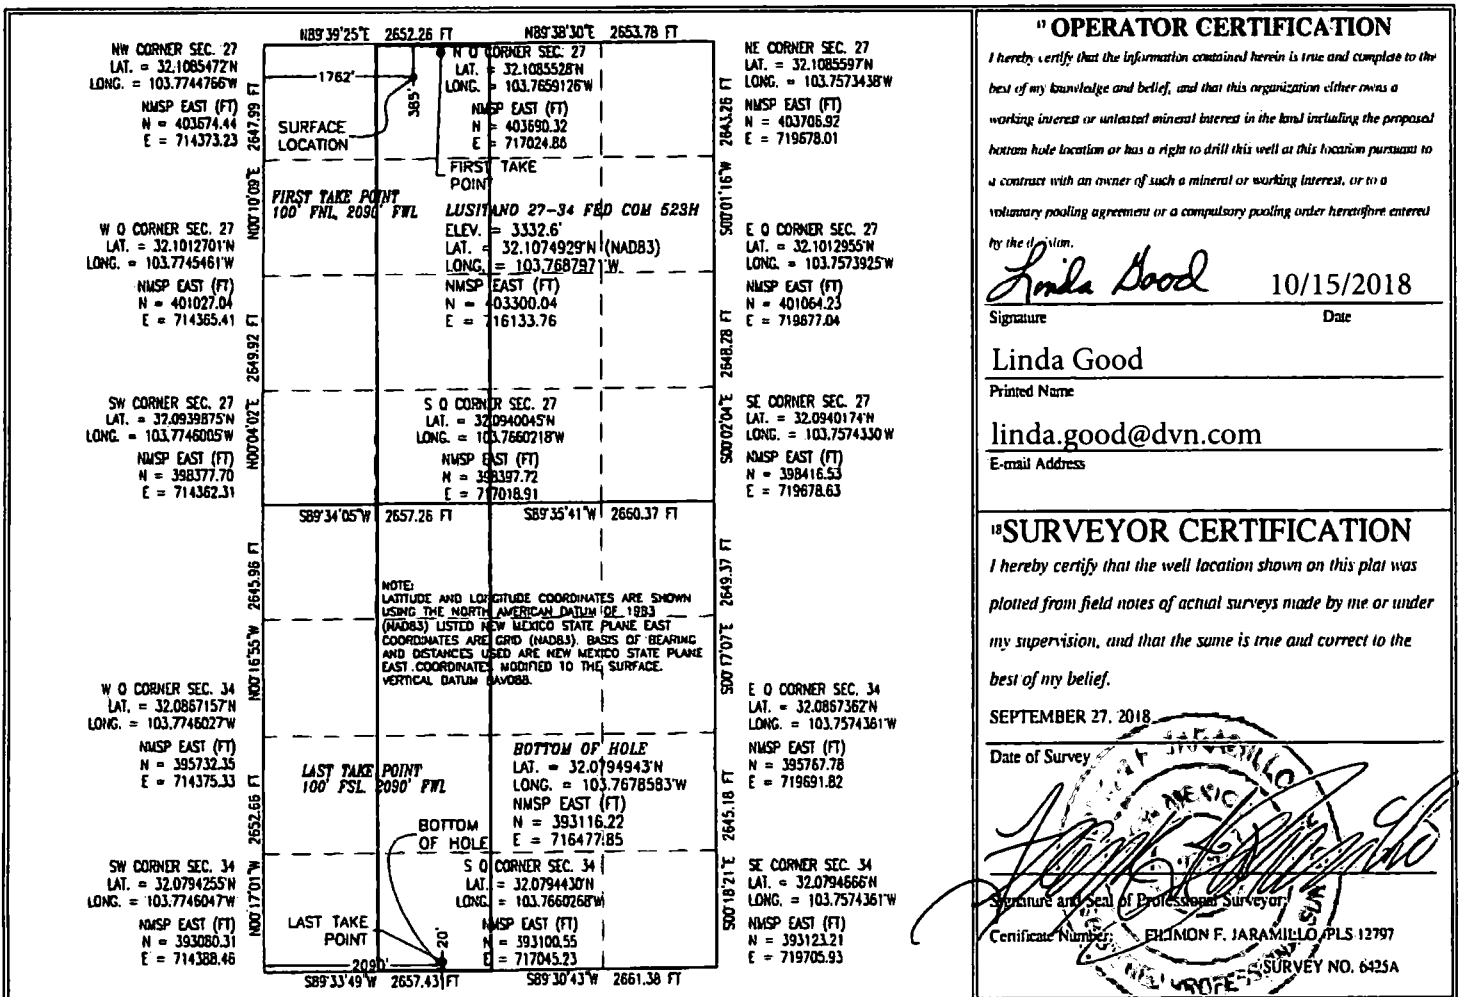 N89°39'25"E 2652.26 FT
N89°38'30"E 2653.78 FT
NW CORNER SEC. 27
LAT. = 32.1085472'N
LONG. = 103.7744766'W
NMSP EAST (FT)
N = 403674.44
E = 714373.23
N Q CORNER SEC. 27
LAT. = 32.1085528'N
LONG. = 103.7659126'W
NMSP EAST (FT)
N = 403690.32
E = 717024.86
NE CORNER SEC. 27
LAT. = 32.1085597'N
LONG. = 103.7573438'W
NMSP EAST (FT)
N = 403706.92
E = 719678.01
1762'
385'
SURFACE
LOCATION
FIRST TAKE
POINT
N00°10'09"E 2647.99 FT
S00°01'16"W 2643.26 FT
FIRST TAKE POINT
100' FNL, 2090' FWL
LUSITANO 27-34 FED COM 523H
ELEV. = 3332.6'
LAT. = 32.1074929'N (NAD83)
LONG. = 103.768797'1'W
NMSP EAST (FT)
N = 403300.04
E = 716133.76
W Q CORNER SEC. 27
LAT. = 32.1012701'N
LONG. = 103.7745461'W
NMSP EAST (FT)
N = 401027.04
E = 714365.41
E Q CORNER SEC. 27
LAT. = 32.1012955'N
LONG. = 103.7573925'W
NMSP EAST (FT)
N = 401064.23
E = 719677.04
N00°04'02"E 2649.92 FT
S00°02'04"E 2648.28 FT
SW CORNER SEC. 27
LAT. = 32.0939875'N
LONG. = 103.7746005'W
NMSP EAST (FT)
N = 398377.70
E = 714362.31
S Q CORNER SEC. 27
LAT. = 32.0940045'N
LONG. = 103.7660218'W
NMSP EAST (FT)
N = 398397.72
E = 717018.91
SE CORNER SEC. 27
LAT. = 32.0940174'N
LONG. = 103.7574330'W
NMSP EAST (FT)
N = 398416.53
E = 719678.63
S89°34'05"W 2657.26 FT
S89°35'41"W 2660.37 FT
N00°16'55"W 2645.96 FT
S00°17'07"E 2649.37 FT
NOTE:
LATITUDE AND LONGITUDE COORDINATES ARE SHOWN
USING THE NORTH AMERICAN DATUM OF 1983
(NAD83) LISTED NEW MEXICO STATE PLANE EAST
COORDINATES ARE GRID (NAD83). BASIS OF BEARING
AND DISTANCES USED ARE NEW MEXICO STATE PLANE
EAST COORDINATES MODIFIED TO THE SURFACE.
VERTICAL DATUM NAVD88.
W Q CORNER SEC. 34
LAT. = 32.0867157'N
LONG. = 103.7746027'W
NMSP EAST (FT)
N = 395732.35
E = 714375.33
E Q CORNER SEC. 34
LAT. = 32.0867362'N
LONG. = 103.7574361'W
NMSP EAST (FT)
N = 395767.78
E = 719691.82
LAST TAKE POINT
100' FSL, 2090' FWL
BOTTOM OF HOLE
LAT. = 32.0794943'N
LONG. = 103.7678583'W
NMSP EAST (FT)
N = 393116.22
E = 716477.85
BOTTOM
OF HOLE
N00°17'01"W 2652.66 FT
S00°18'21"E 2645.18 FT
SW CORNER SEC. 34
LAT. = 32.0794255'N
LONG. = 103.7746047'W
NMSP EAST (FT)
N = 393080.31
E = 714388.46
S Q CORNER SEC. 34
LAT. = 32.0794430'N
LONG. = 103.7660268'W
NMSP EAST (FT)
N = 393100.55
E = 717045.23
SE CORNER SEC. 34
LAT. = 32.0794666'N
LONG. = 103.7574361'W
NMSP EAST (FT)
N = 393123.21
E = 719705.93
LAST TAKE
POINT
20'
2090'
S89°33'49"W 2657.43 FT
S89°30'43"W 2661.38 FT
17 OPERATOR CERTIFICATION
I hereby certify that the information contained herein is true and complete to the
best of my knowledge and belief, and that this organization either owns a
working interest or unleased mineral interest in the land including the proposed
bottom hole location or has a right to drill this well at this location pursuant to
a contract with an owner of such a mineral or working interest, or to a
voluntary pooling agreement or a compulsory pooling order heretofore entered
by the division.
Linda Good 10/15/2018
Signature Date
Linda Good
Printed Name
linda.good@dvn.com
E-mail Address
18 SURVEYOR CERTIFICATION
I hereby certify that the well location shown on this plat was
plotted from field notes of actual surveys made by me or under
my supervision, and that the same is true and correct to the
best of my belief.
SEPTEMBER 27, 2018
Date of Survey
Signature and Seal of Professional Surveyor:
Certificate Number: FILIMON F. JARAMILLO, PLS 12797
SURVEY NO. 6425A